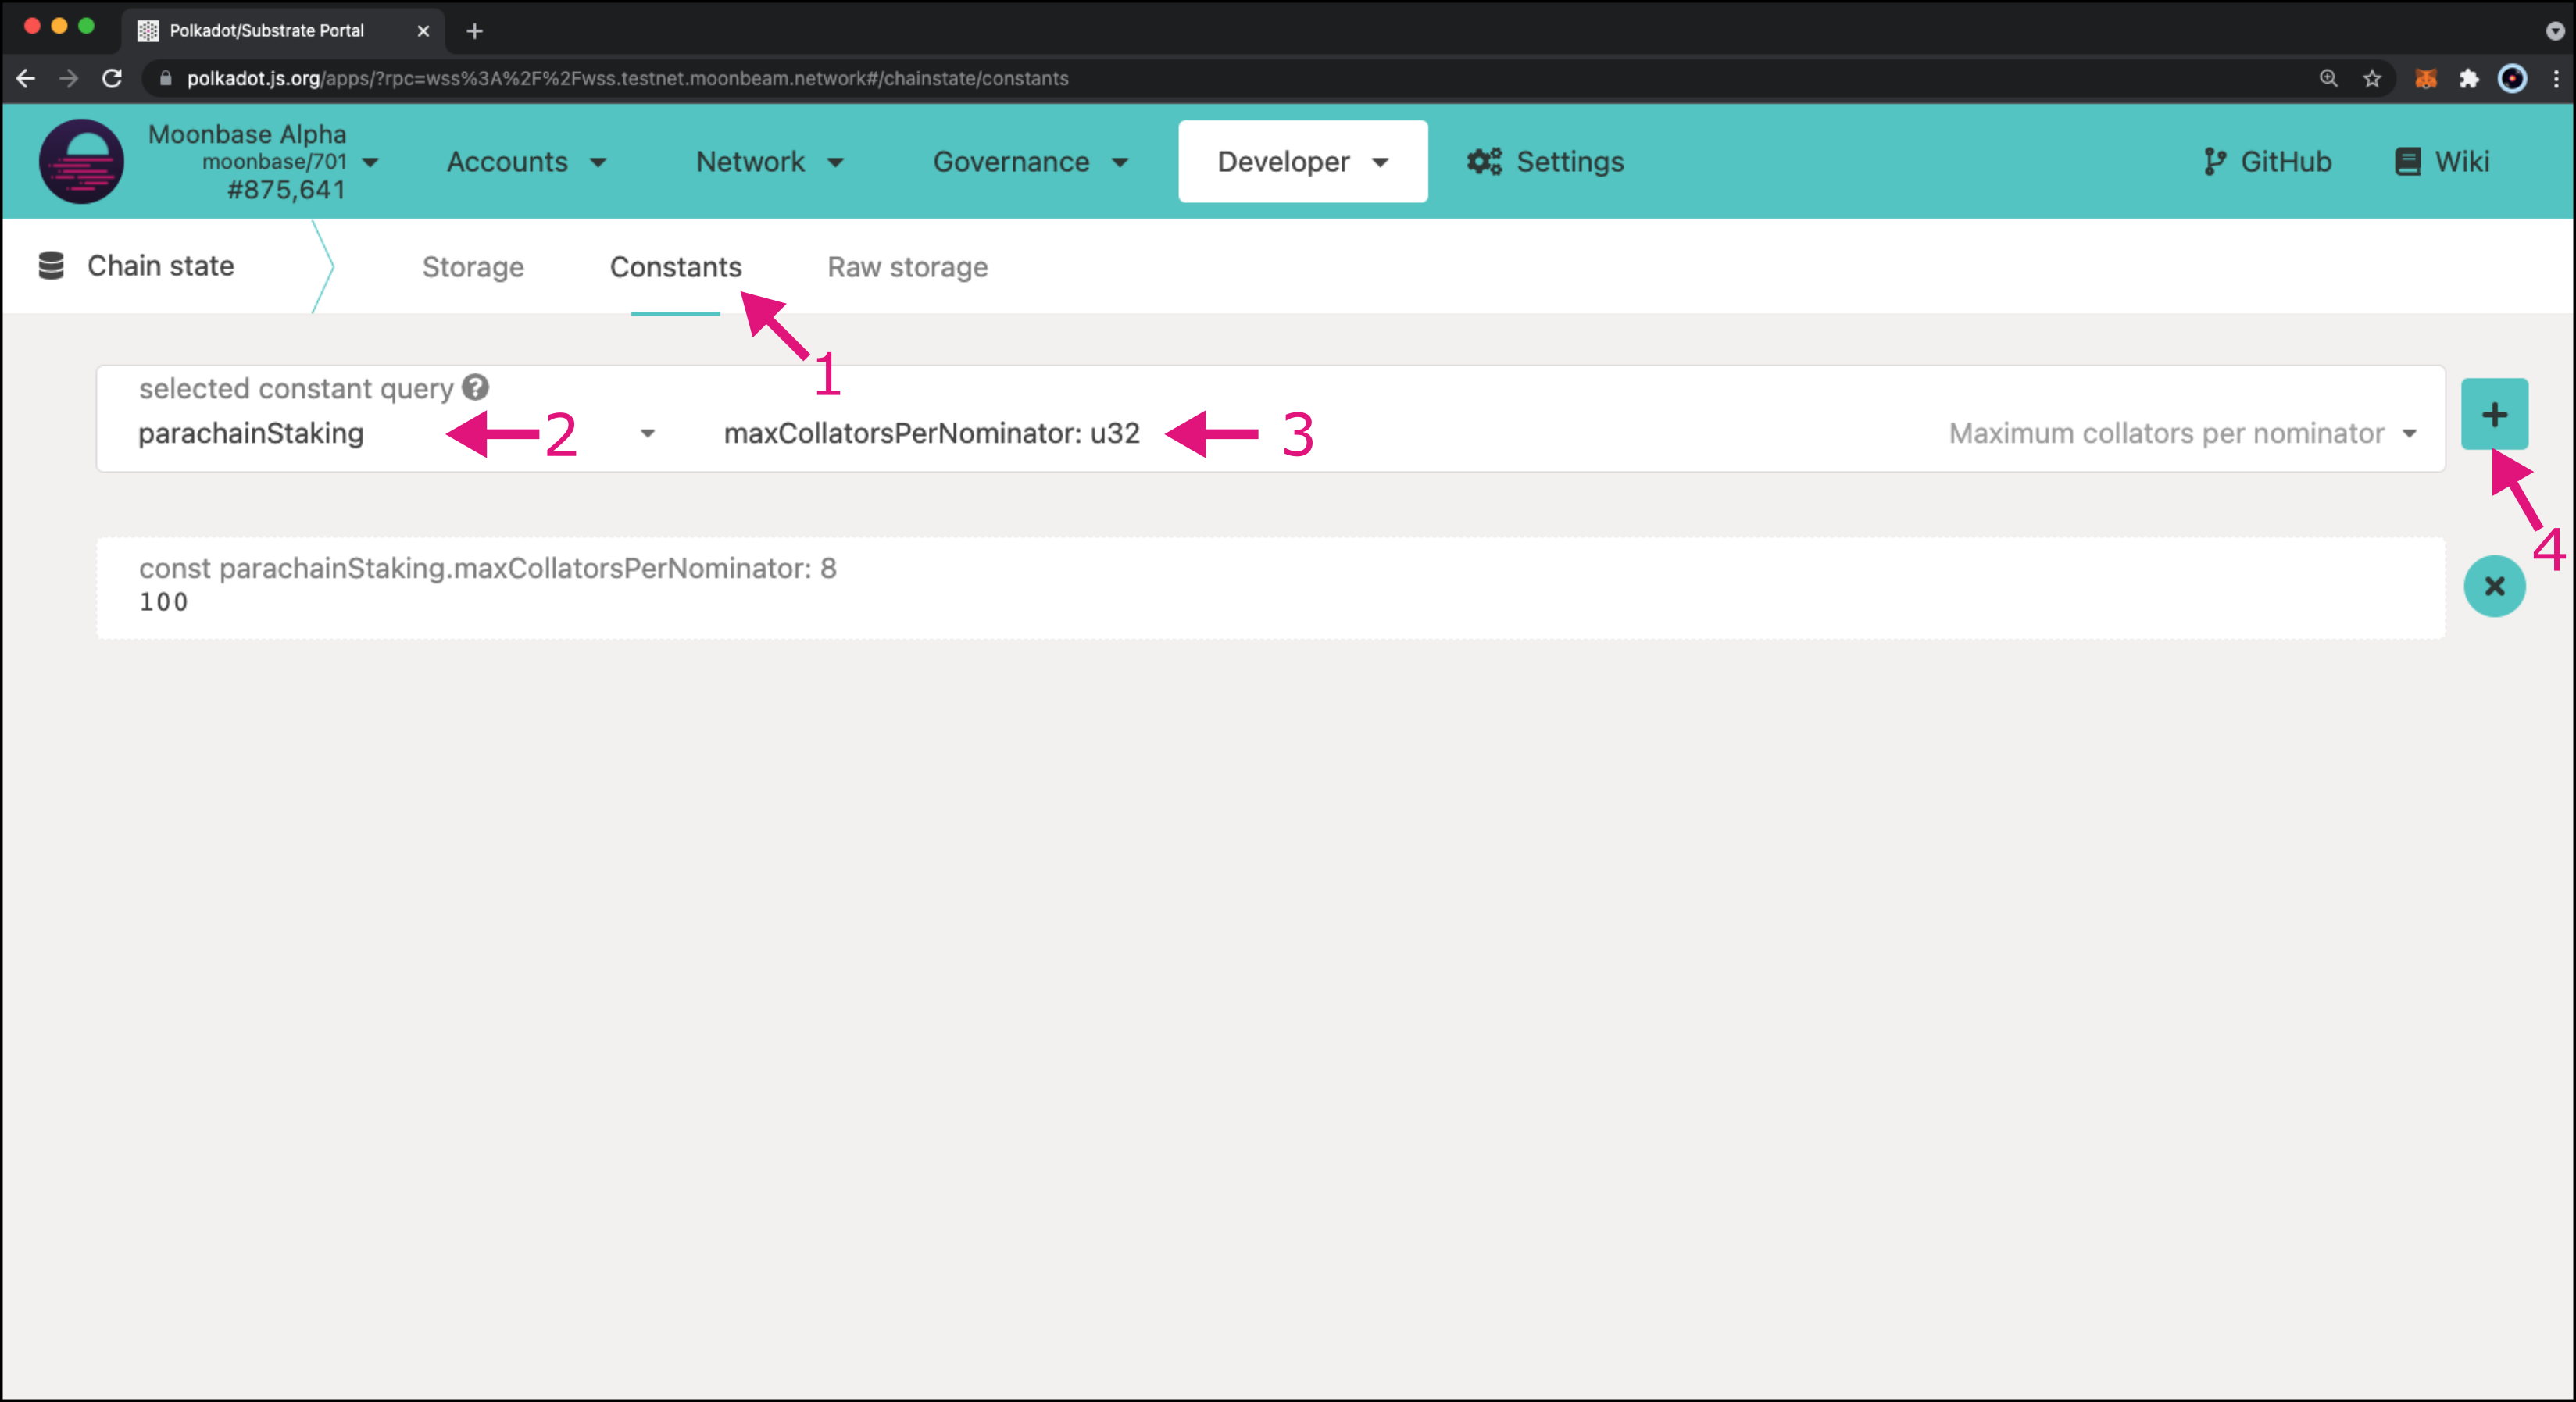 Polkadot/Substrate Portal
polkadot.js.org/apps/?rpc=wss%3A%2F%2Fwss.testnet.moonbeam.network#/chainstate/constants
Moonbase Alpha
moonbase/701
#875,641
Accounts
Network
Governance
Developer
Settings
GitHub
Wiki
Chain state
Storage
Constants
Raw storage
1
selected constant query ?
parachainStaking
2
maxCollatorsPerNominator: u32
3
Maximum collators per nominator
+
4
const parachainStaking.maxCollatorsPerNominator: 8
100